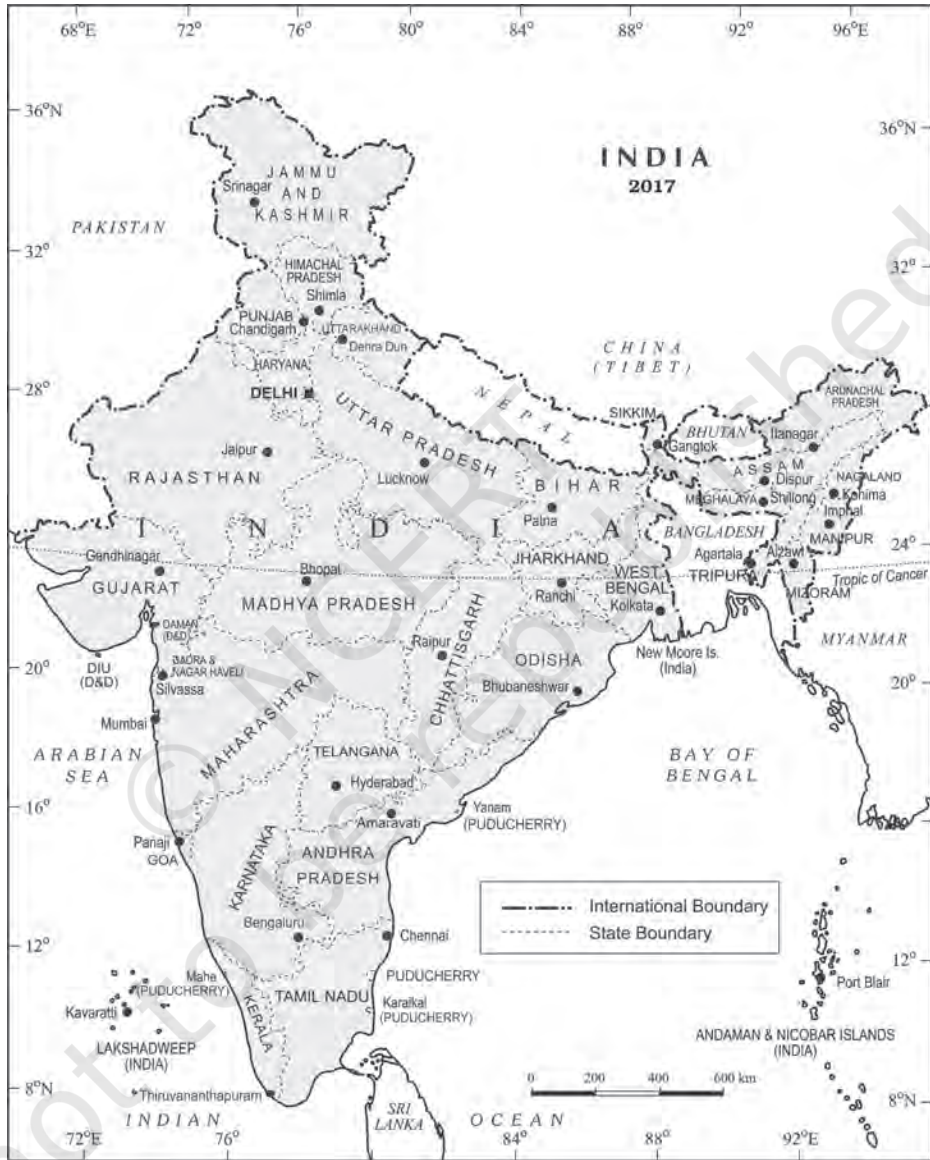 68°E
72°
76°
80°
85°
89°
92°
96°E
36°N
36°N
INDIA
2017
JAMMU
AND
KASHMIR
Srinagar
PAKISTAN
32°
32°
HIMACHAL
PRADESH
Shimla
PUNJAB
Chandigarh
UTTARAKHAND
Dehra Dun
CHINA
(TIBET)
HARYANA
28°
28°
DELHI
NEPAL
ARUNACHAL
PRADESH
SIKKIM
BHUTAN
Itanagar
Gangtok
UTTAR PRADESH
Jaipur
RAJASTHAN
Lucknow
ASSAM
Dispur
NAGALAND
BIHAR
MEGHALAYA
Shillong
Kohima
Patna
Imphal
INDIA
BANGLADESH
MANIPUR
24°
Gandhinagar
JHARKHAND
Agartala
Aizawl
Bhopal
WEST
BENGAL
TRIPURA
Tropic of Cancer
GUJARAT
Ranchi
MIZORAM
MADHYA PRADESH
Kolkata
DAMAN
(D&D)
Raipur
CHHATTISGARH
MYANMAR
DIU
(D&D)
DADRA &
NAGAR HAVELI
ODISHA
New Moore Is.
(India)
20°
20°
Silvassa
Bhubaneshwar
Mumbai
MAHARASHTRA
ARABIAN
SEA
TELANGANA
BAY OF
BENGAL
Hyderabad
16°
16°
Amaravati
Yanam
(PUDUCHERRY)
Panaji
GOA
KARNATAKA
ANDHRA
PRADESH
International Boundary
State Boundary
Bengaluru
Chennai
12°
12°
Mahe
(PUDUCHERRY)
PUDUCHERRY
Port Blair
TAMIL NADU
Karaikal
(PUDUCHERRY)
Kavaratti
KERALA
LAKSHADWEEP
(INDIA)
ANDAMAN & NICOBAR ISLANDS
(INDIA)
0 200 400 600 km
8°N
8°N
Thiruvananthapuram
SRI
LANKA
INDIAN OCEAN
72°E
76°
84°
88°
92°E
© NCERT
not to be republished